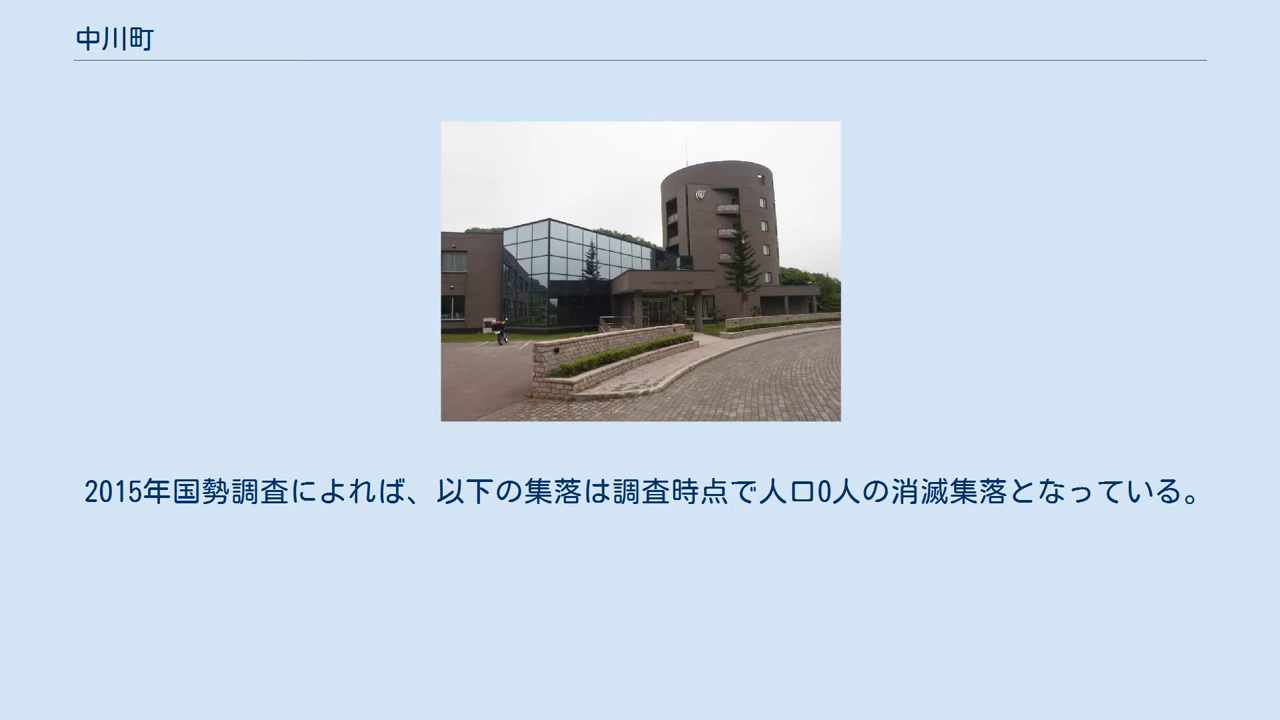 中川町
2015年国勢調査によれば、以下の集落は調査時点で人口0人の消滅集落となっている。